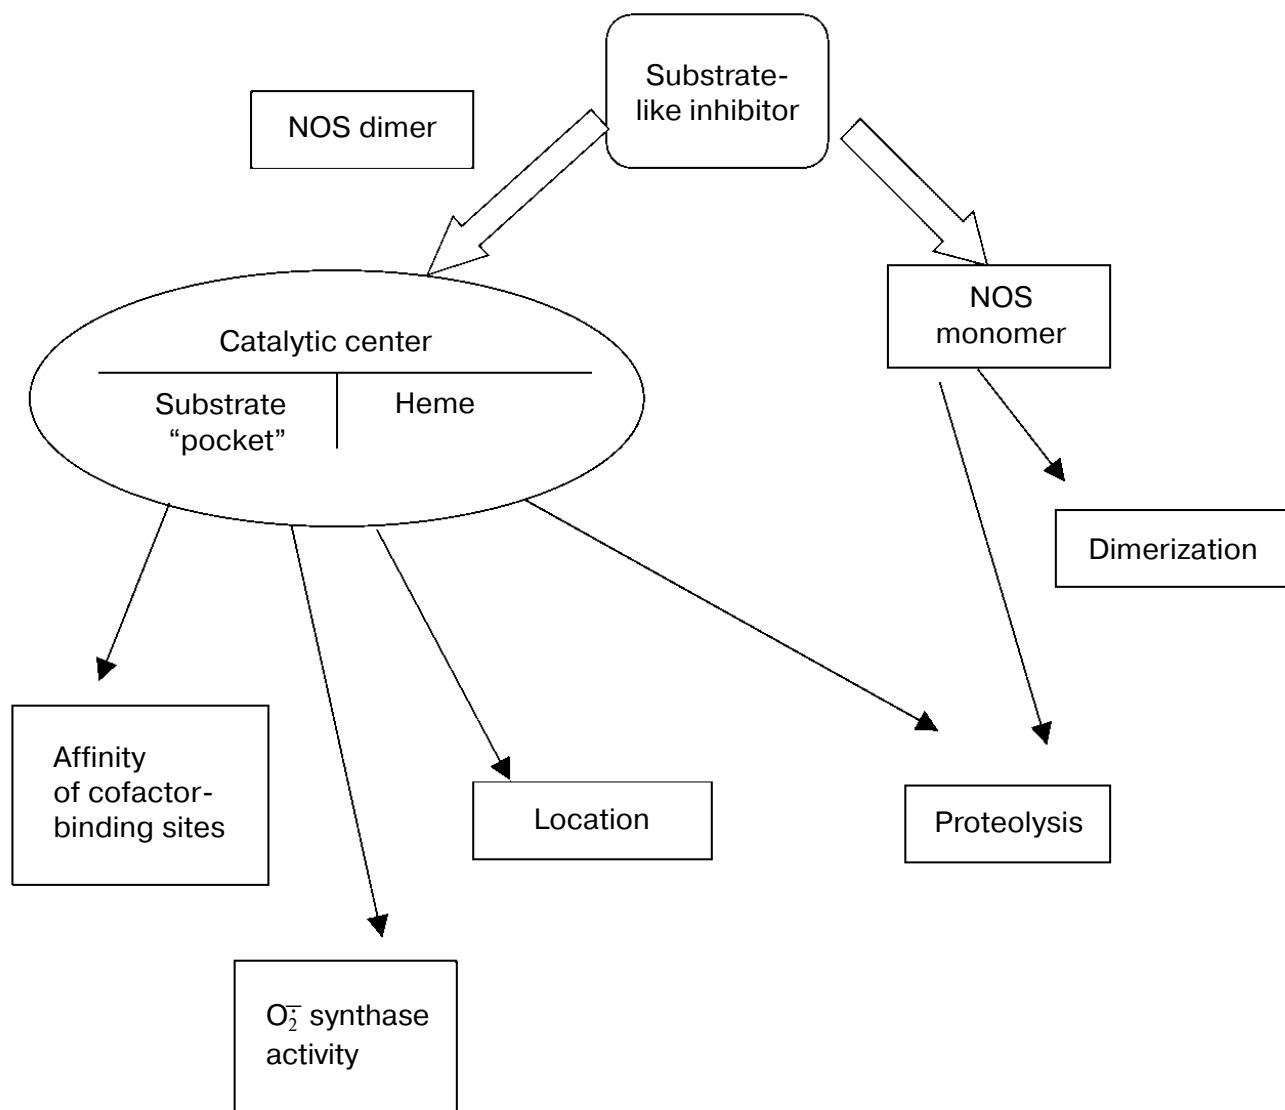 Substrate-
like inhibitor
NOS dimer
NOS
monomer
Catalytic center
Substrate
“pocket”
Heme
Dimerization
Affinity
of cofactor-
binding sites
Location
Proteolysis
O₂·̅ synthase
activity